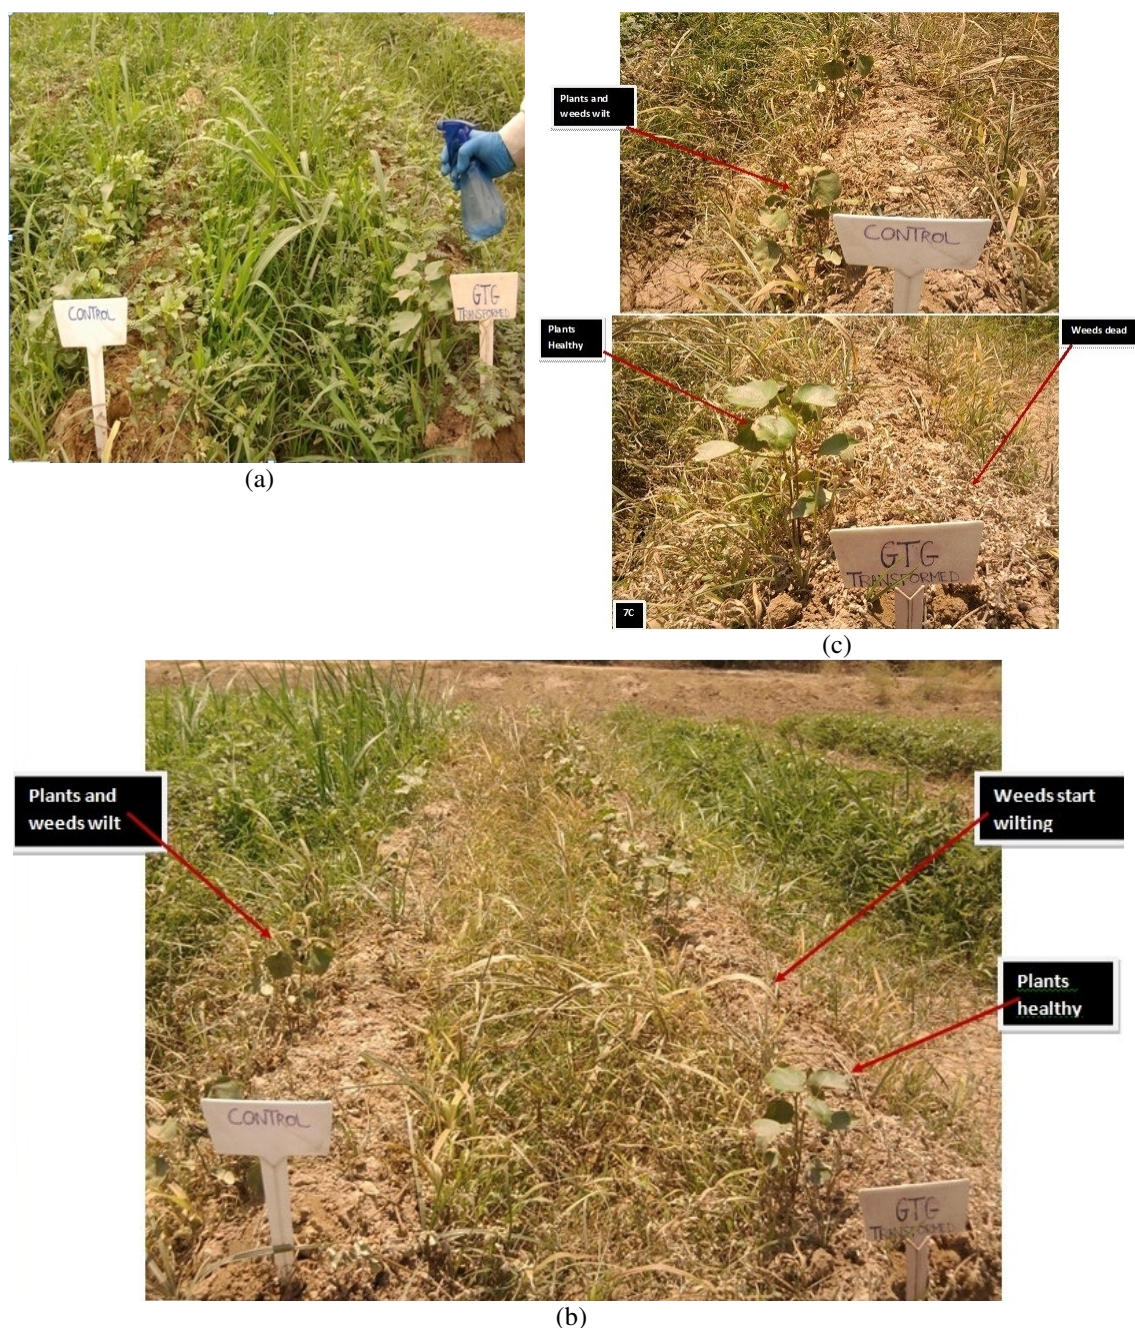 CONTROL
GTG
TRANSFORMED
(a)
Plants and
weeds wilt
CONTROL
Plants
Healthy
Weeds dead
GTG
TRANSFORMED
7C
(c)
Plants and
weeds wilt
Weeds start
wilting
Plants
healthy
CONTROL
GTG
TRANSFORMED
(b)